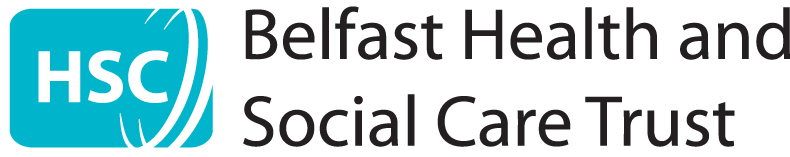 HSC
Belfast Health and
Social Care Trust